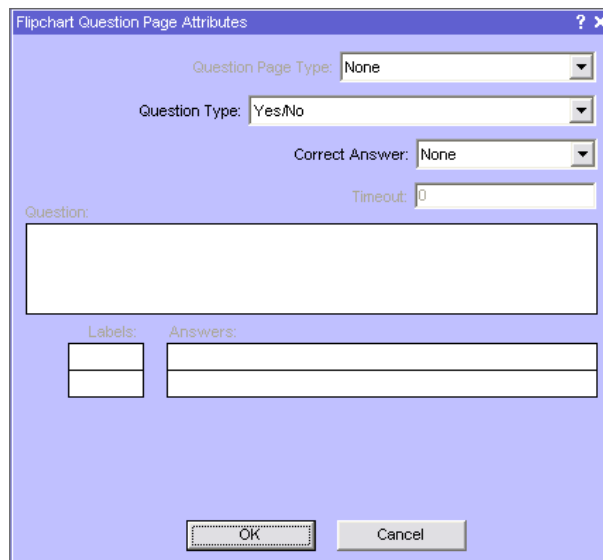 Flipchart Question Page Attributes ? X
Question Page Type: None
Question Type: Yes/No
Correct Answer: None
Timeout: 0
Question:
Labels: Answers:
OK Cancel